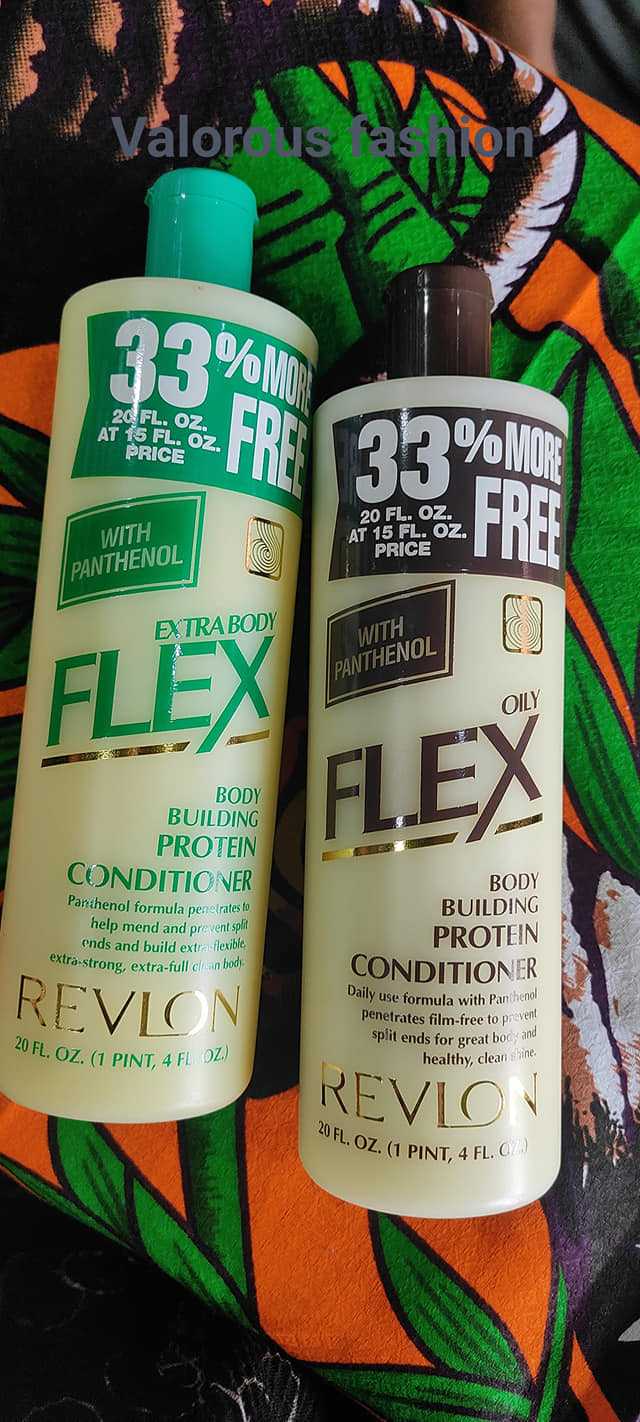 Valorous fashion
33% MORE
20 FL. OZ.
AT 15 FL. OZ.
PRICE
FREE
WITH
PANTHENOL
EXTRA BODY
FLEX
BODY
BUILDING
PROTEIN
CONDITIONER
Panthenol formula penetrates to
help mend and prevent split
ends and build extra-flexible,
extra-strong, extra-full clean body.
REVLON
20 FL. OZ. (1 PINT, 4 FL. OZ.)
33% MORE
20 FL. OZ.
AT 15 FL. OZ.
PRICE
FREE
WITH
PANTHENOL
OILY
FLEX
BODY
BUILDING
PROTEIN
CONDITIONER
Daily use formula with Panthenol
penetrates film-free to prevent
split ends for great body and
healthy, clean shine.
REVLON
20 FL. OZ. (1 PINT, 4 FL. OZ.)